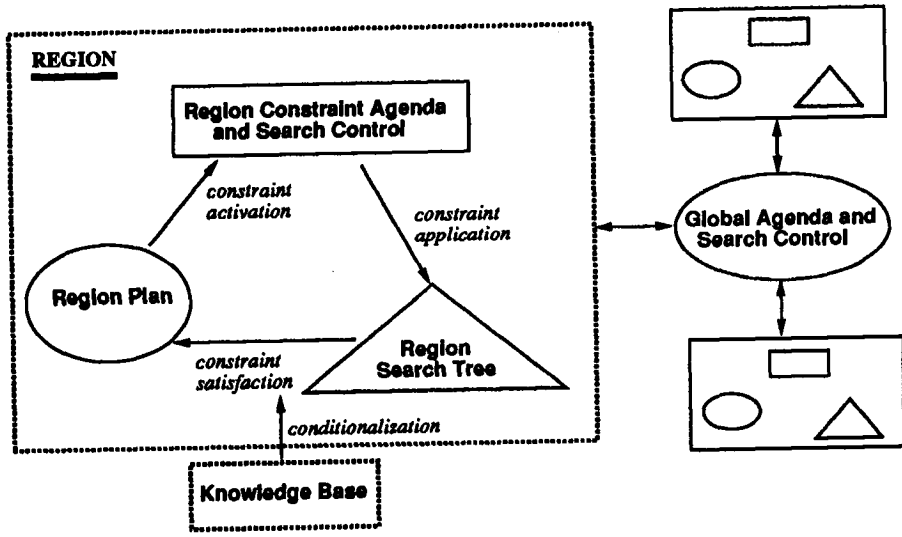 REGION
Region Constraint Agenda
and Search Control
constraint
activation
constraint
application
Region Plan
Region
Search Tree
constraint
satisfaction
conditionalization
Knowledge Base
Global Agenda and
Search Control